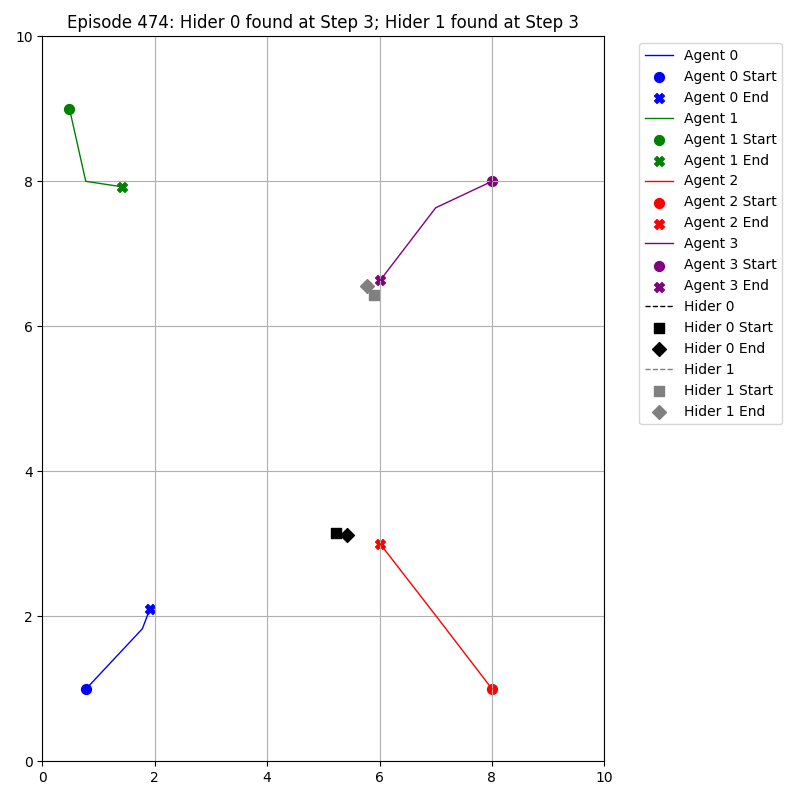 Episode 474: Hider 0 found at Step 3; Hider 1 found at Step 3
10
8
6
4
2
0
0 2 4 6 8 10
Agent 0
Agent 0 Start
Agent 0 End
Agent 1
Agent 1 Start
Agent 1 End
Agent 2
Agent 2 Start
Agent 2 End
Agent 3
Agent 3 Start
Agent 3 End
Hider 0
Hider 0 Start
Hider 0 End
Hider 1
Hider 1 Start
Hider 1 End